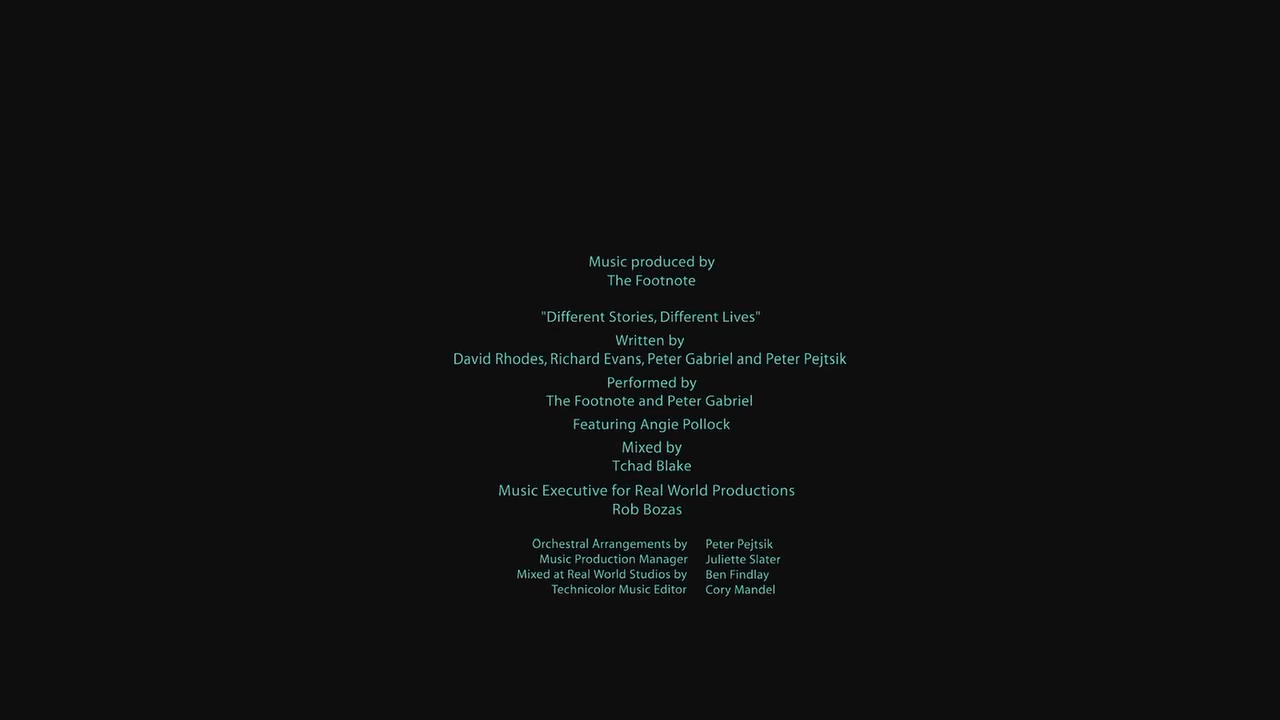 Music produced by
The Footnote
"Different Stories, Different Lives"
Written by
David Rhodes, Richard Evans, Peter Gabriel and Peter Pejtsik
Performed by
The Footnote and Peter Gabriel
Featuring Angie Pollock
Mixed by
Tchad Blake
Music Executive for Real World Productions
Rob Bozas
Orchestral Arrangements by Peter Pejtsik
Music Production Manager Juliette Slater
Mixed at Real World Studios by Ben Findlay
Technicolor Music Editor Cory Mandel